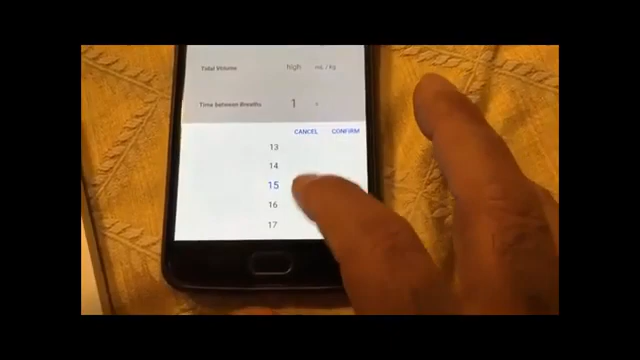 Tidal Volume high mL / kg
Time between Breaths 1 s
CANCEL CONFIRM
13
14
15
16
17